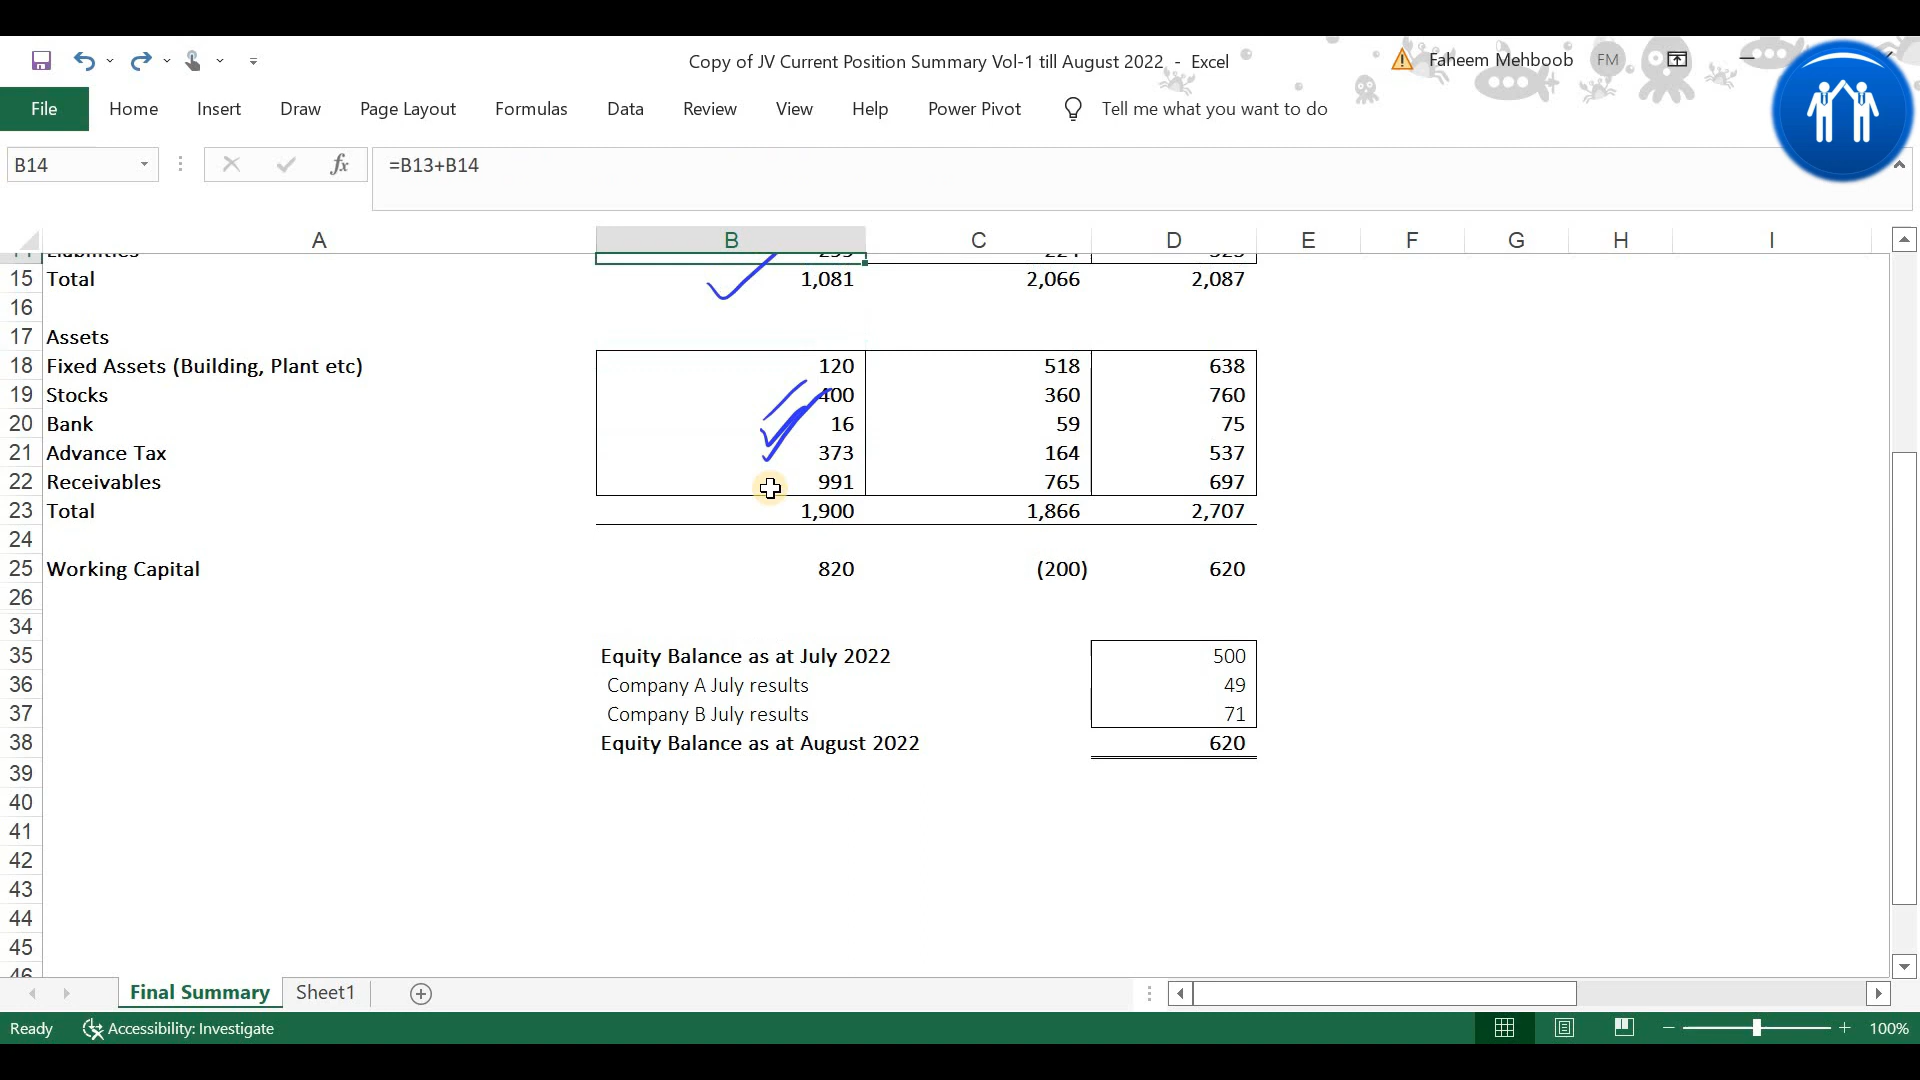 Copy of JV Current Position Summary Vol-1 till August 2022 - Excel
Faheem Mehboob FM
File Home Insert Draw Page Layout Formulas Data Review View Help Power Pivot Tell me what you want to do
B14 fx =B13+B14
A B C D E F G H I
15 Total 1,081 2,066 2,087
16
17 Assets
18 Fixed Assets (Building, Plant etc) 120 518 638
19 Stocks 400 360 760
20 Bank 16 59 75
21 Advance Tax 373 164 537
22 Receivables 991 765 697
23 Total 1,900 1,866 2,707
24
25 Working Capital 820 (200) 620
26
34
35 Equity Balance as at July 2022 500
36 Company A July results 49
37 Company B July results 71
38 Equity Balance as at August 2022 620
39
40
41
42
43
44
45
46
Final Summary Sheet1
Ready Accessibility: Investigate 100%